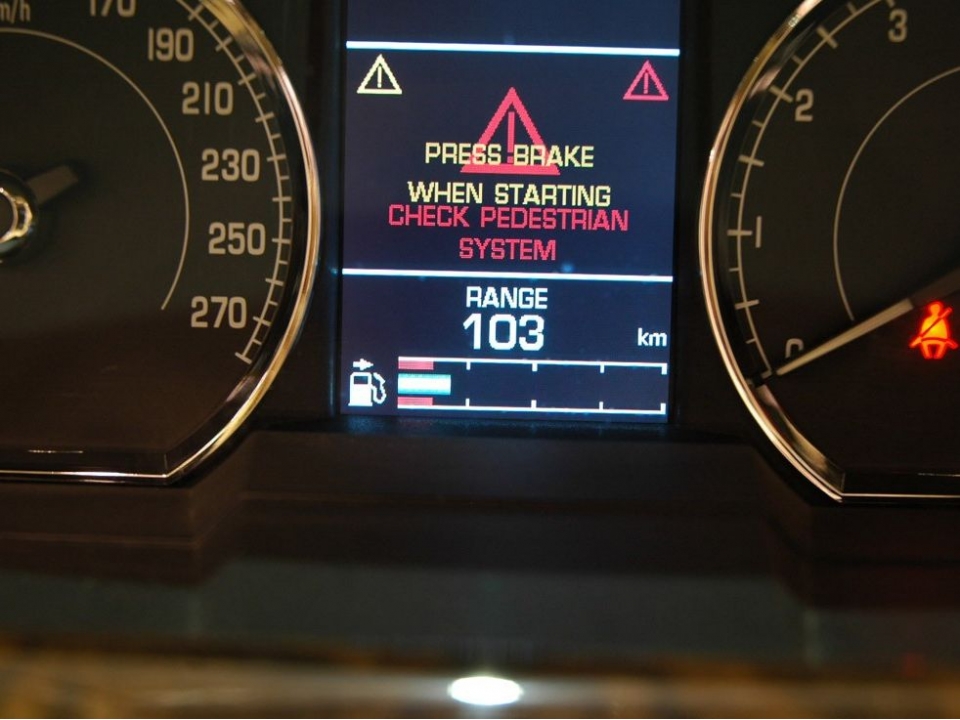 m/h
170
190
210
230
250
270
PRESS BRAKE
WHEN STARTING
CHECK PEDESTRIAN
SYSTEM
RANGE
103 km
3
2
1
0